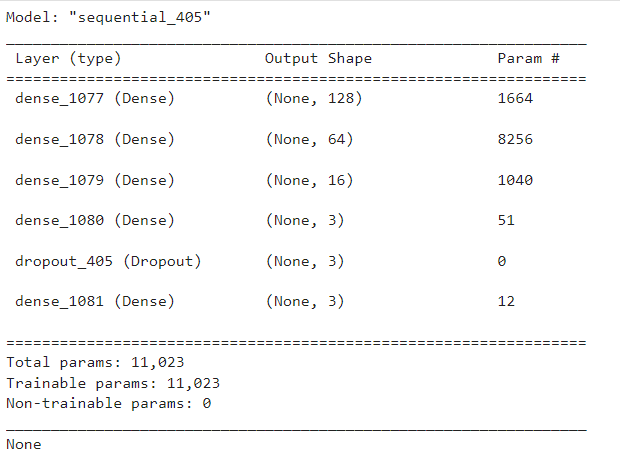 Model: "sequential_405"
_________________________________________________________________
Layer (type) Output Shape Param #
=================================================================
dense_1077 (Dense) (None, 128) 1664
dense_1078 (Dense) (None, 64) 8256
dense_1079 (Dense) (None, 16) 1040
dense_1080 (Dense) (None, 3) 51
dropout_405 (Dropout) (None, 3) 0
dense_1081 (Dense) (None, 3) 12
=================================================================
Total params: 11,023
Trainable params: 11,023
Non-trainable params: 0
_________________________________________________________________
None